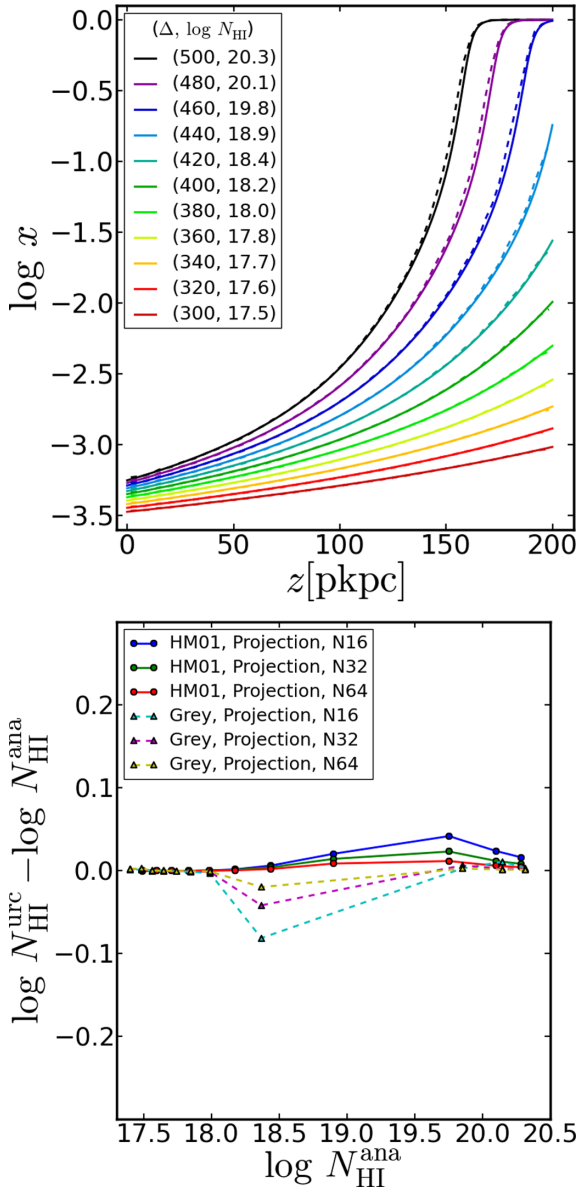 (Δ, log N_HI)
(500, 20.3)
(480, 20.1)
(460, 19.8)
(440, 18.9)
(420, 18.4)
(400, 18.2)
(380, 18.0)
(360, 17.8)
(340, 17.7)
(320, 17.6)
(300, 17.5)
0.0
−0.5
−1.0
−1.5
−2.0
−2.5
−3.0
−3.5
log x
0 50 100 150 200
z[pkpc]
HM01, Projection, N16
HM01, Projection, N32
HM01, Projection, N64
Grey, Projection, N16
Grey, Projection, N32
Grey, Projection, N64
0.2
0.1
0.0
−0.1
−0.2
log N_HI^urc −log N_HI^ana
17.5 18.0 18.5 19.0 19.5 20.0 20.5
log N_HI^ana